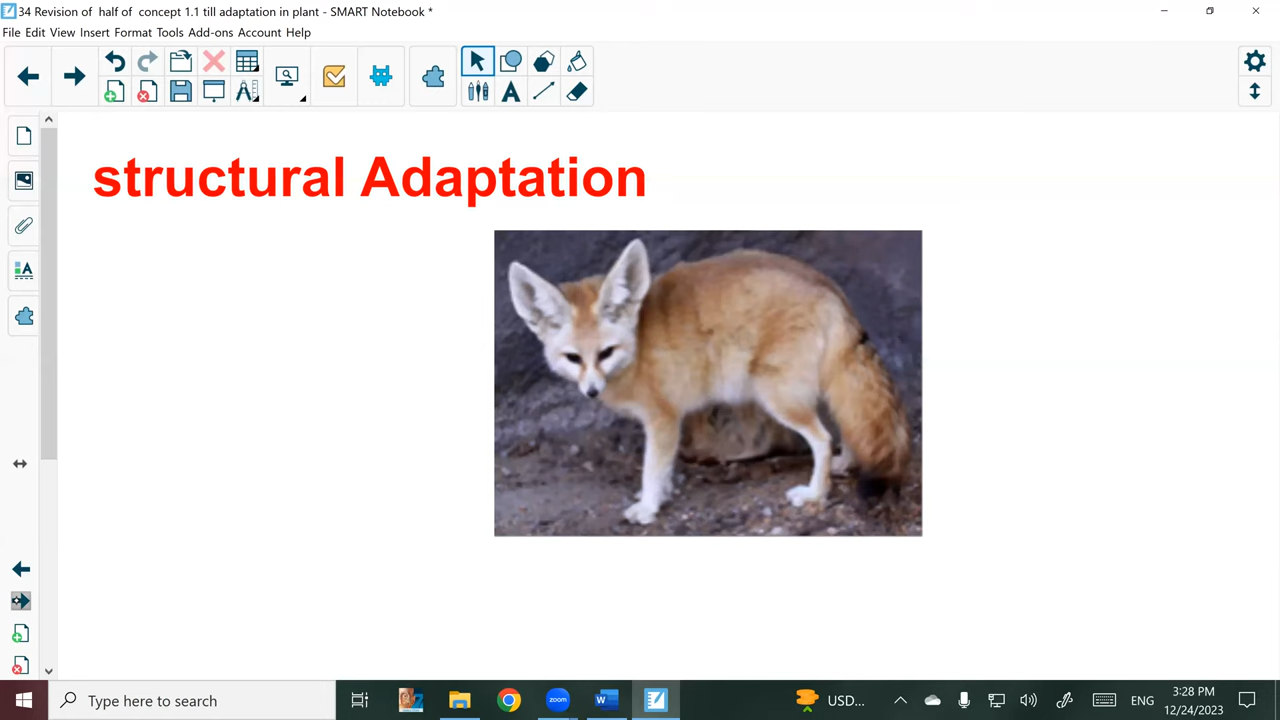 34 Revision of half of concept 1.1 till adaptation in plant - SMART Notebook *
File Edit View Insert Format Tools Add-ons Account Help
structural Adaptation
Type here to search
USD...
ENG
3:28 PM
12/24/2023